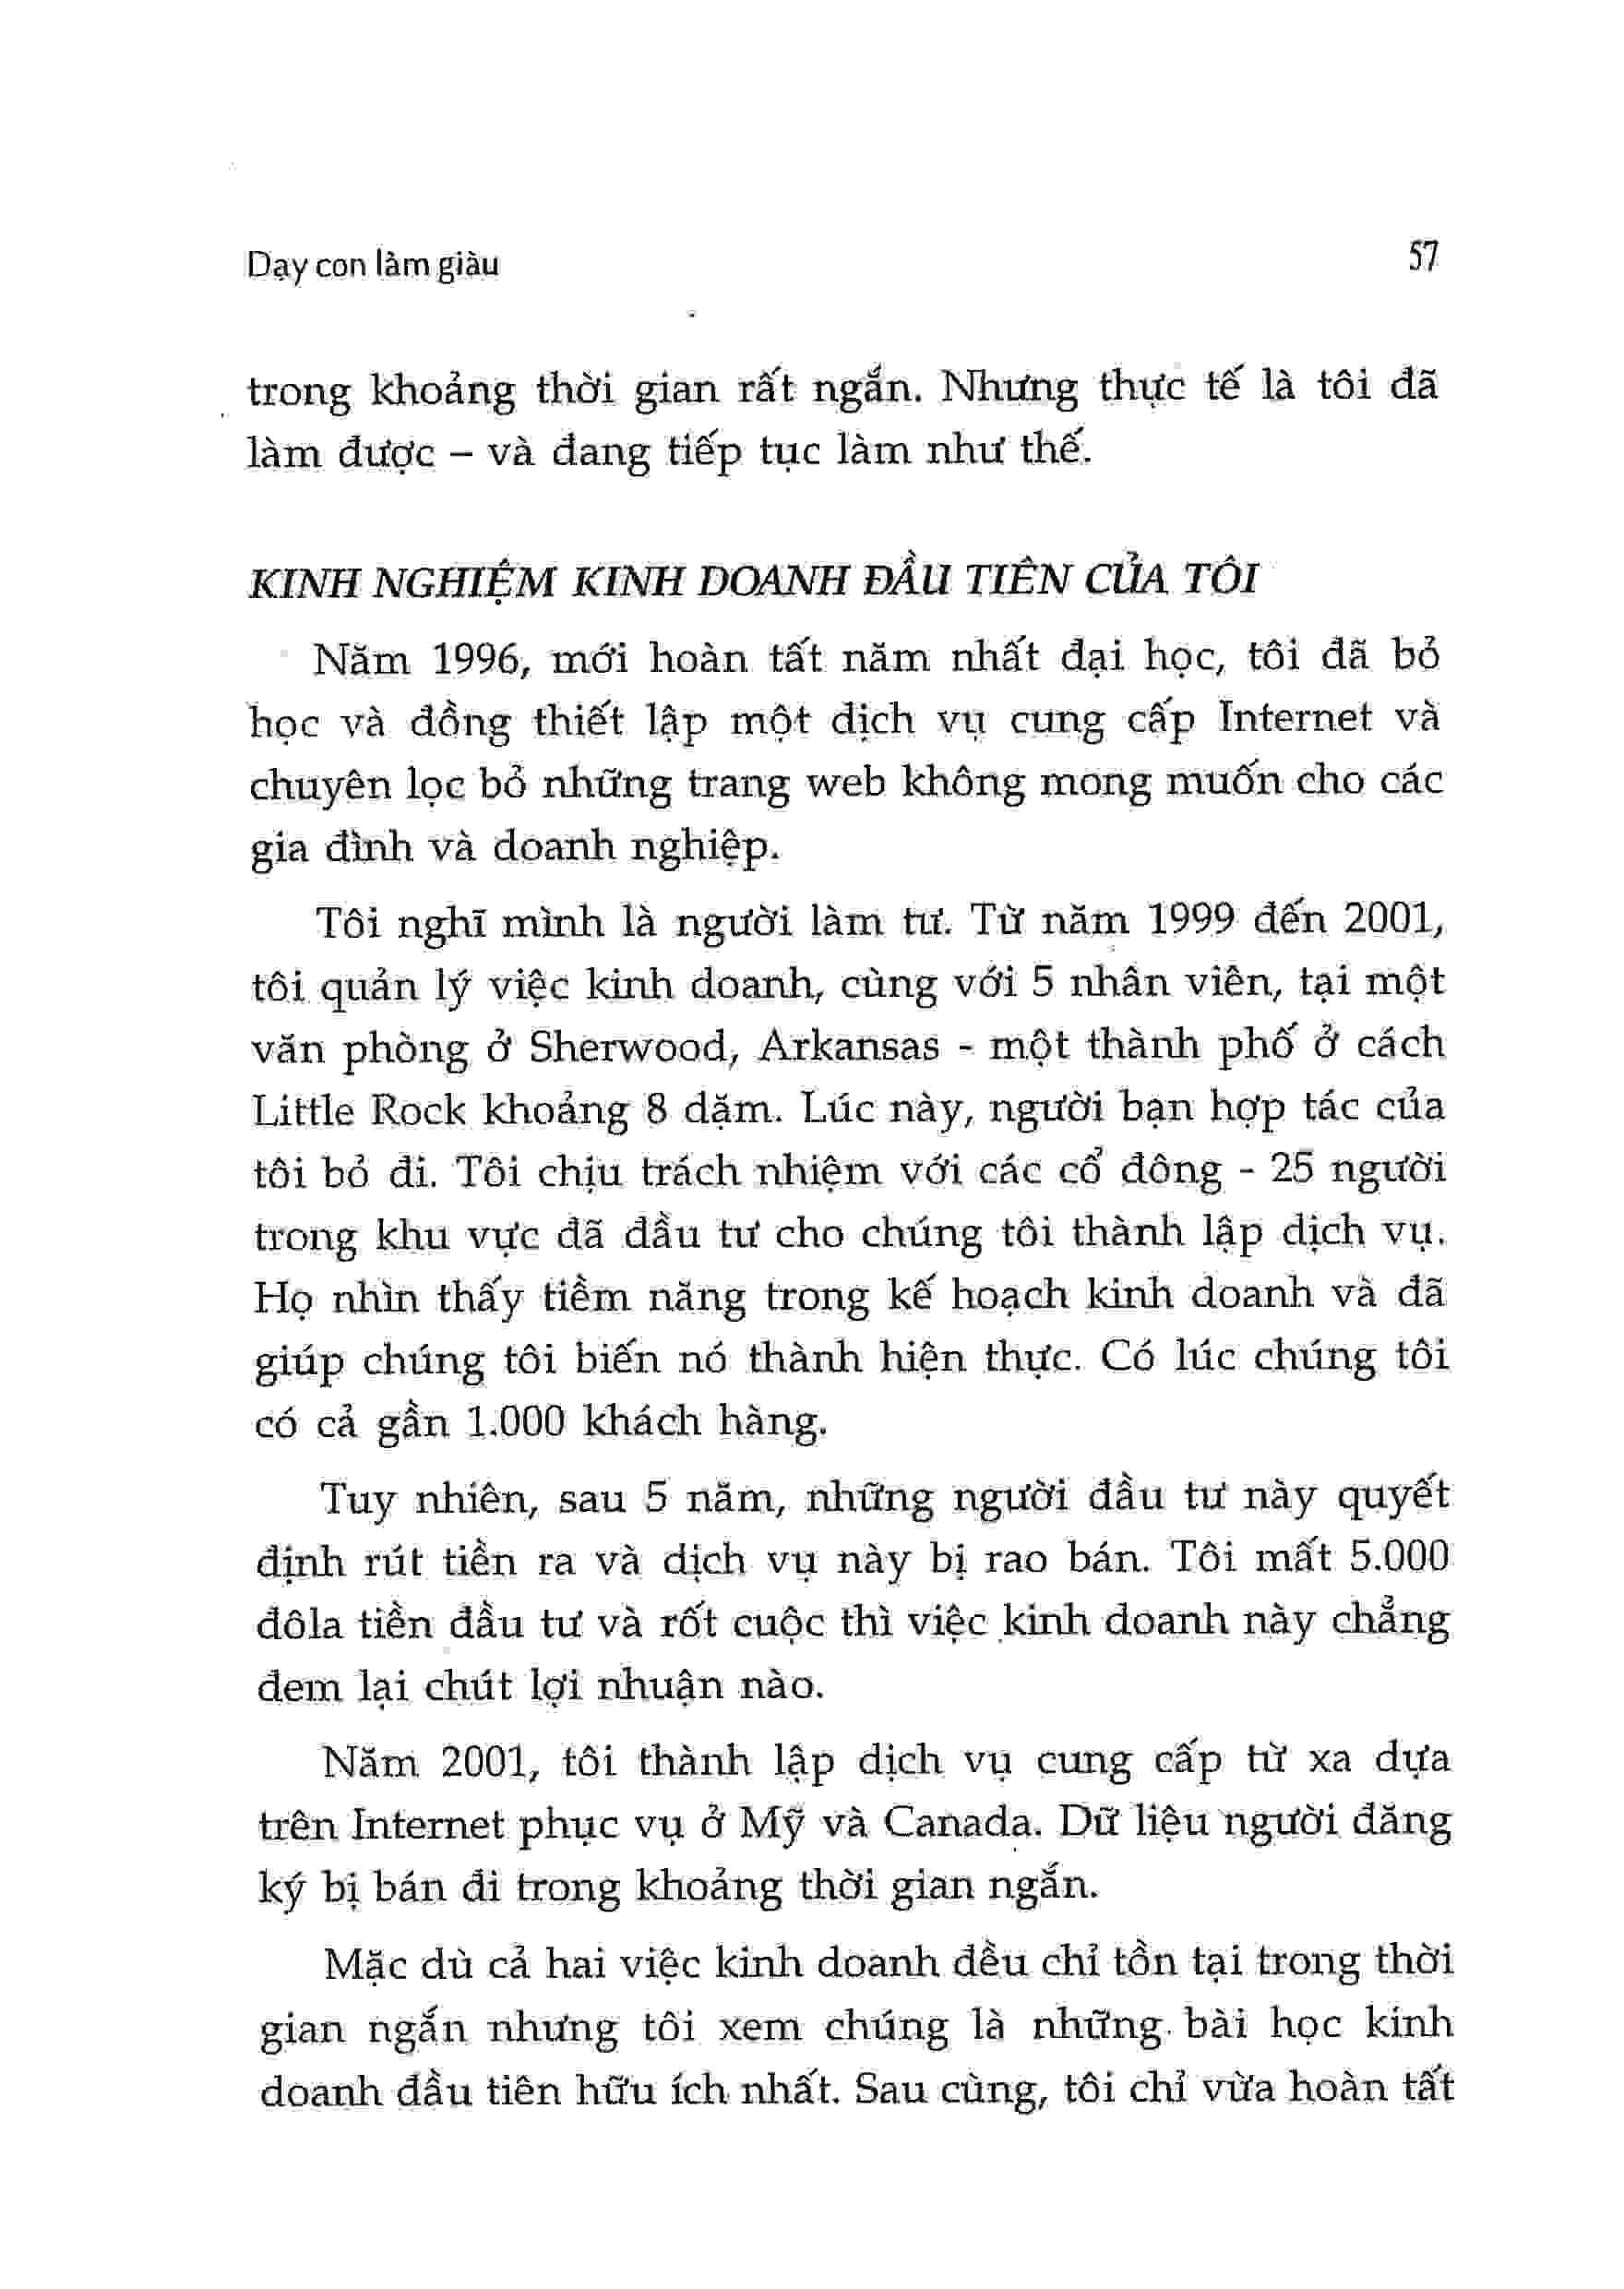 Dạy con làm giàu 57
trong khoảng thời gian rất ngắn. Nhưng thực tế là tôi đã
làm được – và đang tiếp tục làm như thế.
KINH NGHIỆM KINH DOANH ĐẦU TIÊN CỦA TÔI
Năm 1996, mới hoàn tất năm nhất đại học, tôi đã bỏ
học và đồng thiết lập một dịch vụ cung cấp Internet và
chuyên lọc bỏ những trang web không mong muốn cho các
gia đình và doanh nghiệp.
Tôi nghĩ mình là người làm tư. Từ năm 1999 đến 2001,
tôi quản lý việc kinh doanh, cùng với 5 nhân viên, tại một
văn phòng ở Sherwood, Arkansas - một thành phố ở cách
Little Rock khoảng 8 dặm. Lúc này, người bạn hợp tác của
tôi bỏ đi. Tôi chịu trách nhiệm với các cổ đông - 25 người
trong khu vực đã đầu tư cho chúng tôi thành lập dịch vụ.
Họ nhìn thấy tiềm năng trong kế hoạch kinh doanh và đã
giúp chúng tôi biến nó thành hiện thực. Có lúc chúng tôi
có cả gần 1.000 khách hàng.
Tuy nhiên, sau 5 năm, những người đầu tư này quyết
định rút tiền ra và dịch vụ này bị rao bán. Tôi mất 5.000
đôla tiền đầu tư và rốt cuộc thì việc kinh doanh này chẳng
đem lại chút lợi nhuận nào.
Năm 2001, tôi thành lập dịch vụ cung cấp từ xa dựa
trên Internet phục vụ ở Mỹ và Canada. Dữ liệu người đăng
ký bị bán đi trong khoảng thời gian ngắn.
Mặc dù cả hai việc kinh doanh đều chỉ tồn tại trong thời
gian ngắn nhưng tôi xem chúng là những bài học kinh
doanh đầu tiên hữu ích nhất. Sau cùng, tôi chỉ vừa hoàn tất